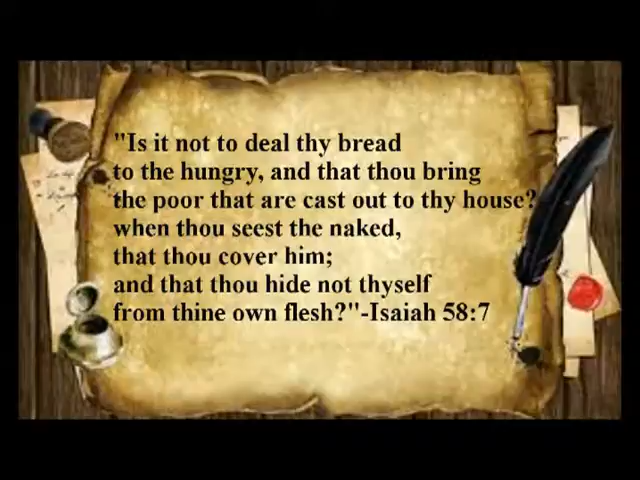 "Is it not to deal thy bread
to the hungry, and that thou bring
the poor that are cast out to thy house?
when thou seest the naked,
that thou cover him;
and that thou hide not thyself
from thine own flesh?"-Isaiah 58:7